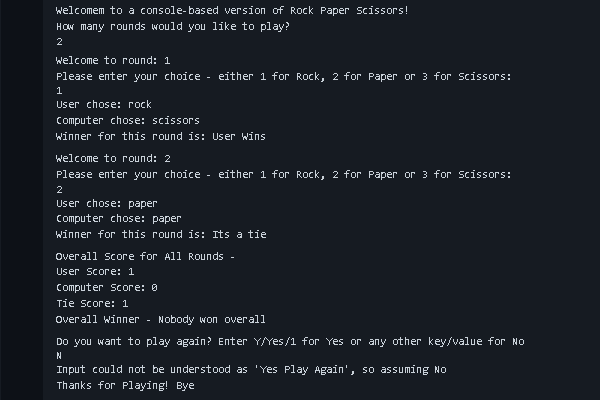 Welcomem to a console-based version of Rock Paper Scissors!
How many rounds would you like to play?
2
Welcome to round: 1
Please enter your choice - either 1 for Rock, 2 for Paper or 3 for Scissors:
1
User chose: rock
Computer chose: scissors
Winner for this round is: User Wins
Welcome to round: 2
Please enter your choice - either 1 for Rock, 2 for Paper or 3 for Scissors:
2
User chose: paper
Computer chose: paper
Winner for this round is: Its a tie
Overall Score for All Rounds -
User Score: 1
Computer Score: 0
Tie Score: 1
Overall Winner - Nobody won overall
Do you want to play again? Enter Y/Yes/1 for Yes or any other key/value for No
N
Input could not be understood as 'Yes Play Again', so assuming No
Thanks for Playing! Bye